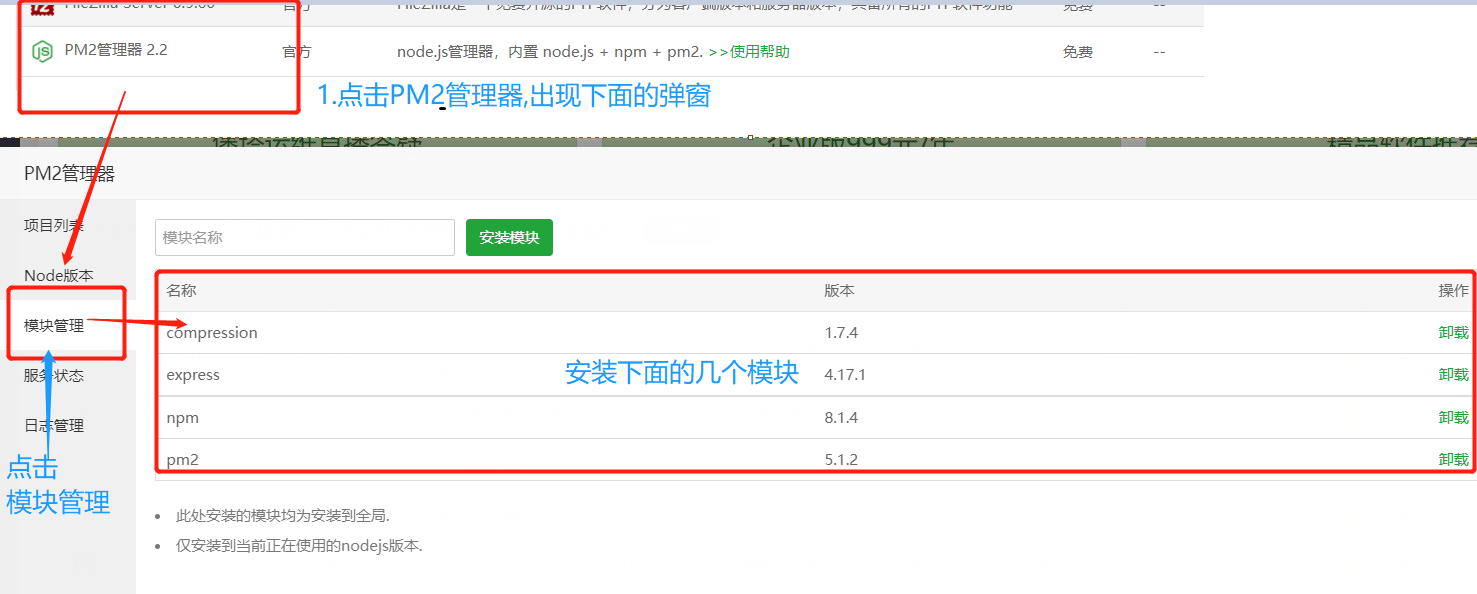 FileZilla Server 0.9.60 官方 FileZilla是一个免费开源的FTP软件，分为客户端版本和服务器版本，具备所有的FTP软件功能 免费 --
PM2管理器 2.2 官方 node.js管理器，内置 node.js + npm + pm2. >>使用帮助 免费 --
1.点击PM2管理器,出现下面的弹窗
企业版999元/年
PM2管理器
项目列表
模块名称 安装模块
Node版本
名称 版本 操作
模块管理
compression 1.7.4 卸载
安装下面的几个模块
express 4.17.1 卸载
服务状态
npm 8.1.4 卸载
日志管理
pm2 5.1.2 卸载
点击
模块管理
此处安装的模块均为安装到全局.
仅安装到当前正在使用的nodejs版本.